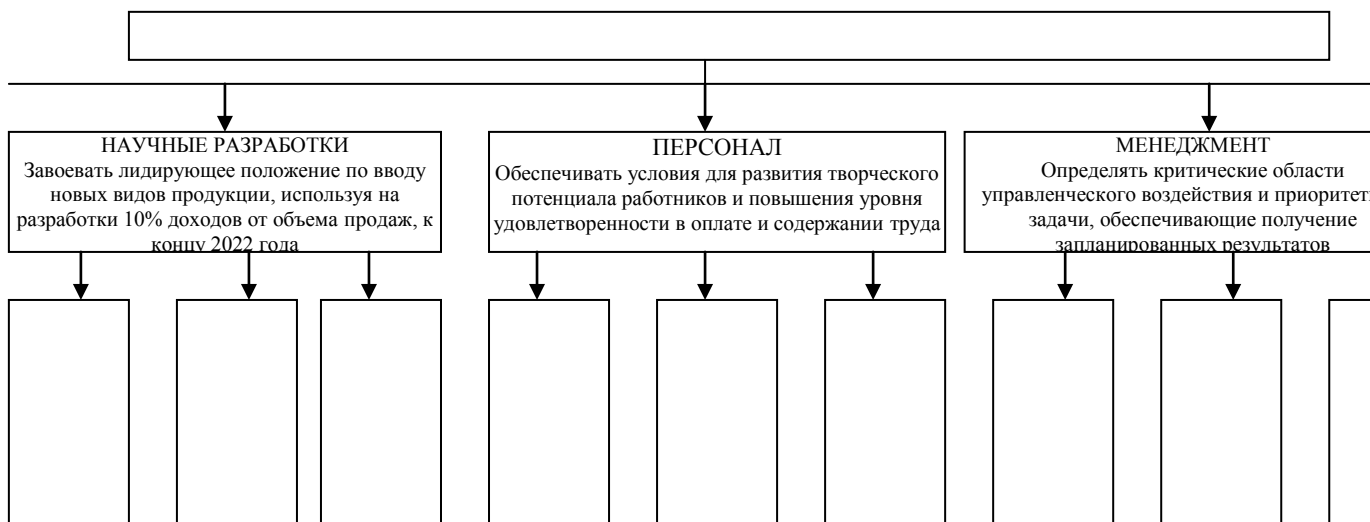 НАУЧНЫЕ РАЗРАБОТКИ
Завоевать лидирующее положение по вводу
новых видов продукции, используя на
разработки 10% доходов от объема продаж, к
концу 2022 года
ПЕРСОНАЛ
Обеспечивать условия для развития творческого
потенциала работников и повышения уровня
удовлетворенности в оплате и содержании труда
МЕНЕДЖМЕНТ
Определять критические области
управленческого воздействия и приоритетн
задачи, обеспечивающие получение
запланированных результатов